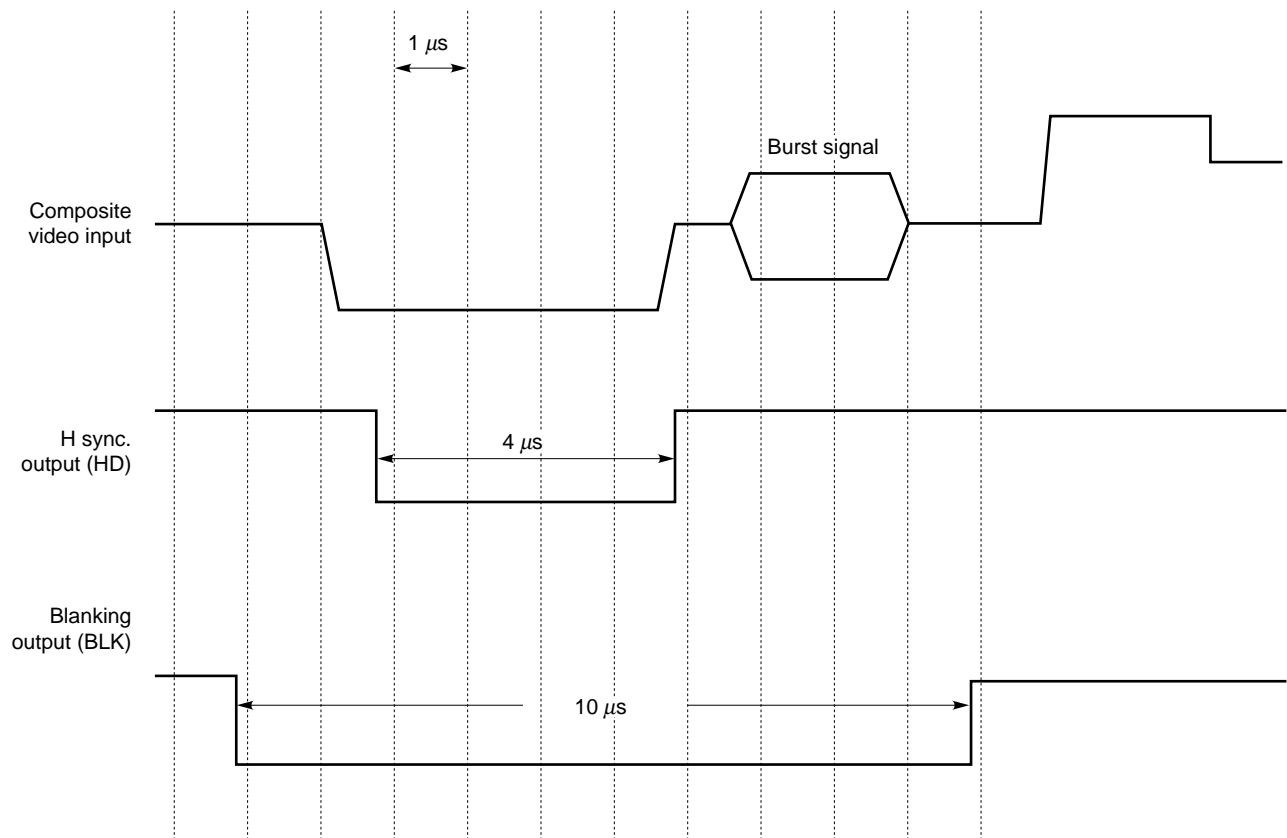 1 μs
Burst signal
Composite
video input
H sync.
output (HD)
4 μs
Blanking
output (BLK)
10 μs